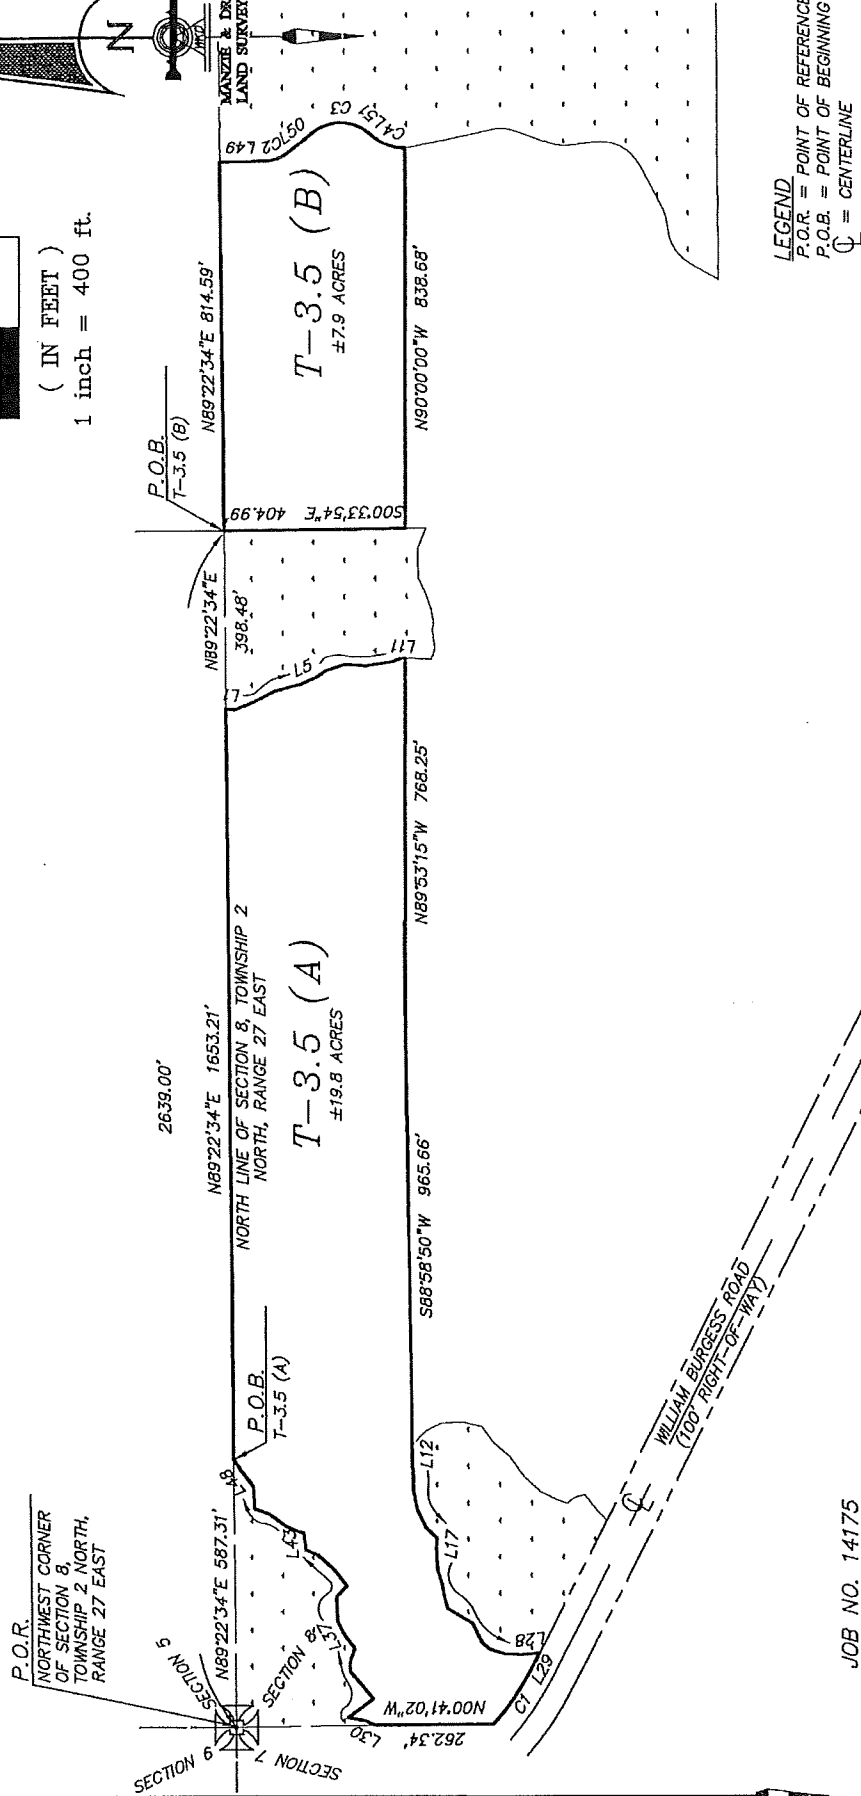 P.O.R.
NORTHWEST CORNER
OF SECTION 8,
TOWNSHIP 2 NORTH,
RANGE 27 EAST
SECTION 5
SECTION 6
SECTION 7
SECTION 8
N89°22'34"E 587.31'
P.O.B.
T-3.5 (A)
2639.00'
N89°22'34"E 1653.21'
NORTH LINE OF SECTION 8, TOWNSHIP 2
NORTH, RANGE 27 EAST
T-3.5 (A)
±19.8 ACRES
N89°22'34"E
398.48'
P.O.B.
T-3.5 (B)
N89°22'34"E 814.59'
( IN FEET )
1 inch = 400 ft.
N
MANZIE & DR
LAND SURVEY
L49
C2
L50
C3
L51
C4
T-3.5 (B)
±7.9 ACRES
S00°33'54"E 404.99
N90°00'00"W 838.68'
L1
L5
L11
N89°53'15"W 768.25'
S88°58'50"W 965.66'
L12
L17
L28
L29
C1
N00°41'02"W
262.34'
L30
L37
L43
L48
WILLIAM BURGESS ROAD
(100' RIGHT-OF-WAY)
LEGEND
P.O.R. = POINT OF REFERENCE
P.O.B. = POINT OF BEGINNING
℄ = CENTERLINE
JOB NO. 14175